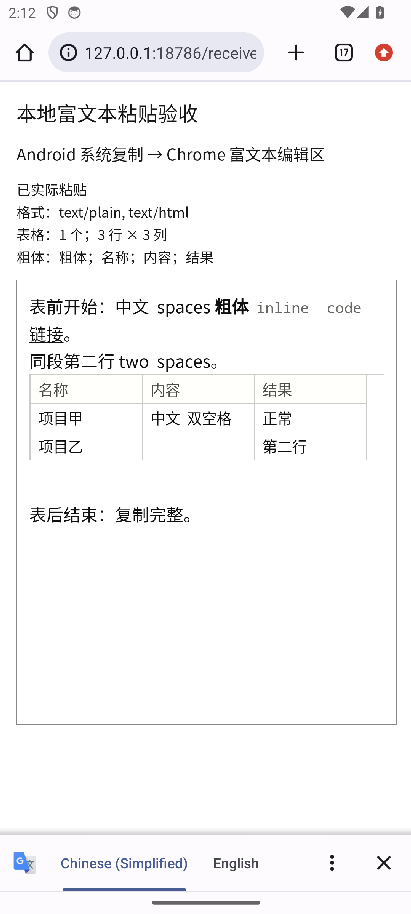 2:12
127.0.0.1:18786/receive
17
本地富文本粘贴验收
Android 系统复制 → Chrome 富文本编辑区
已实际粘贴
格式：text/plain, text/html
表格：1 个；3 行 × 3 列
粗体：粗体；名称；内容；结果
表前开始：中文  spaces 粗体 inline  code
链接。
同段第二行 two  spaces。
名称 内容 结果
项目甲 中文  双空格 正常
项目乙 第二行
表后结束：复制完整。
Chinese (Simplified) English